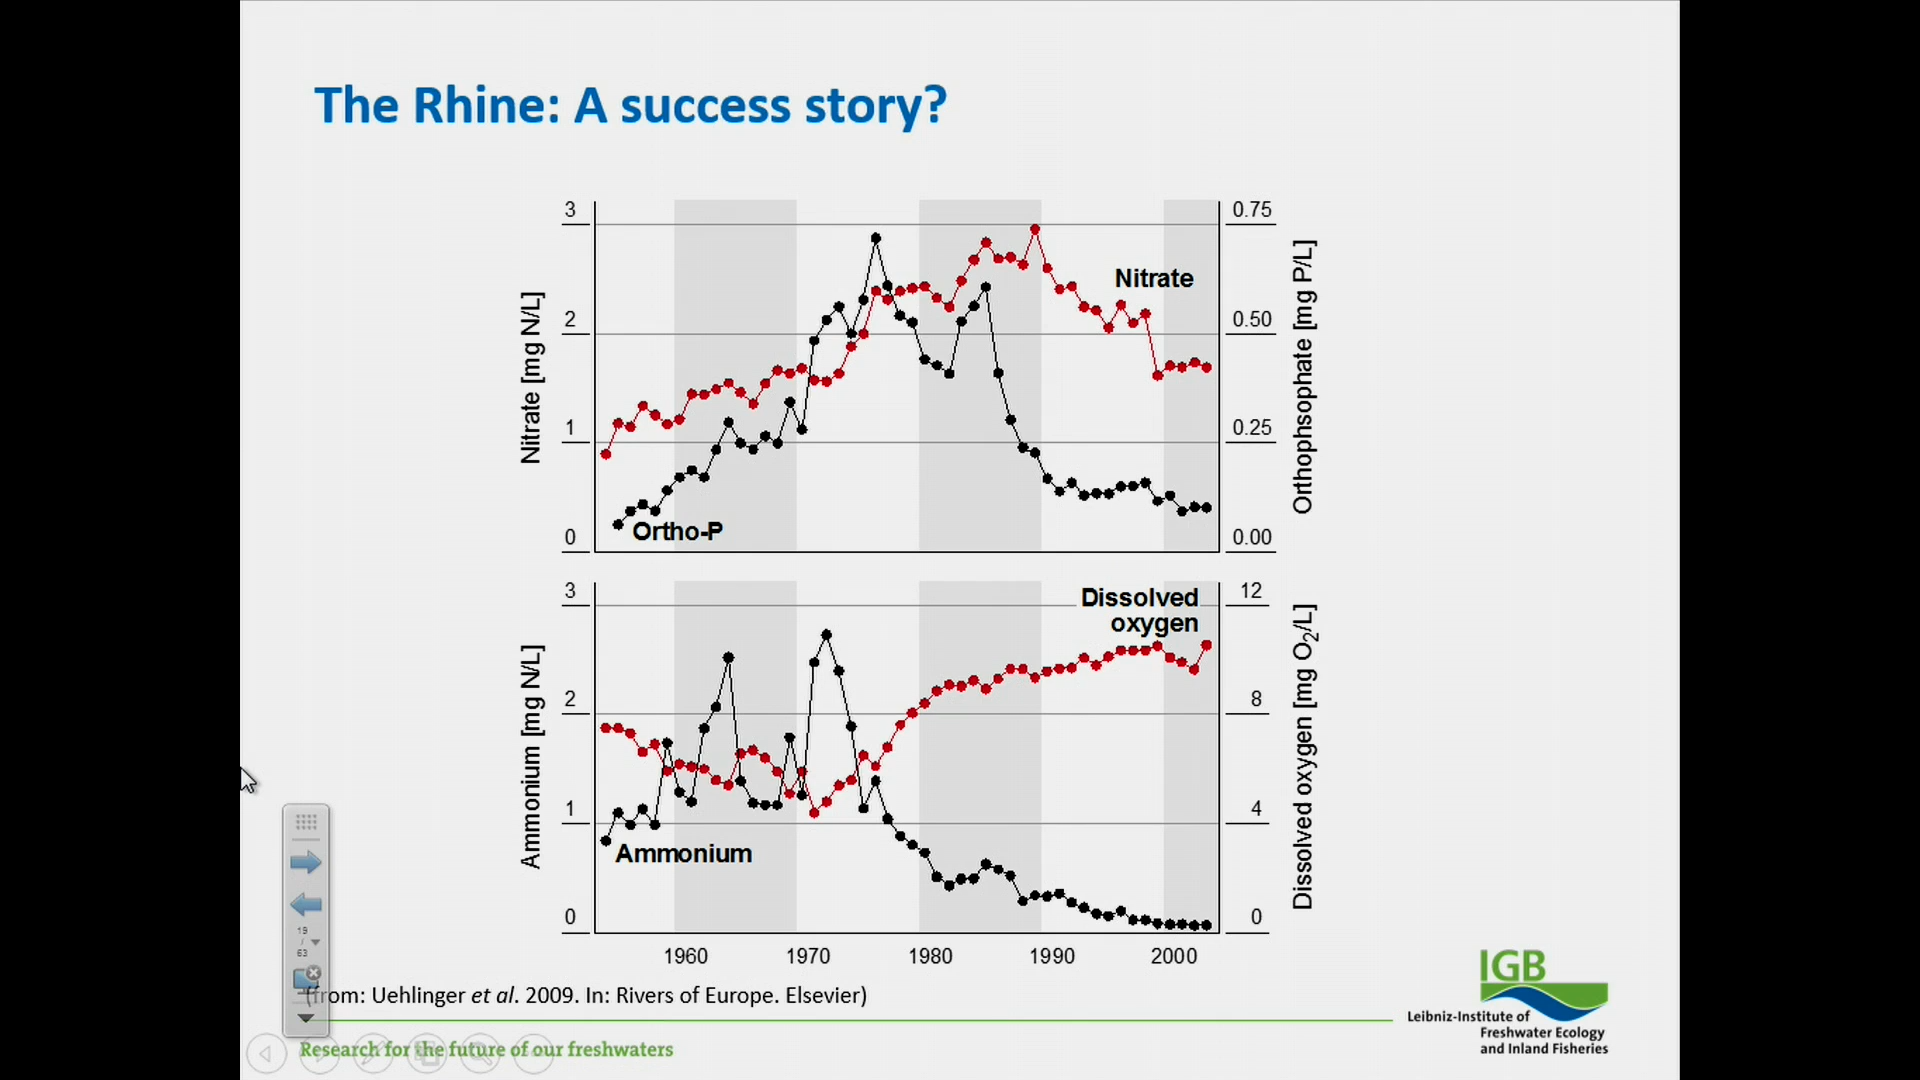 The Rhine: A success story?
3
2
1
0
Nitrate [mg N/L]
0.75
0.50
0.25
0.00
Orthophsophate [mg P/L]
Nitrate
Ortho-P
3
2
1
0
Ammonium [mg N/L]
12
8
4
0
Dissolved oxygen [mg O2/L]
Dissolved
oxygen
Ammonium
1960 1970 1980 1990 2000
19
/
63
(from: Uehlinger et al. 2009. In: Rivers of Europe. Elsevier)
IGB
Leibniz-Institute of
Freshwater Ecology
and Inland Fisheries
Research for the future of our freshwaters